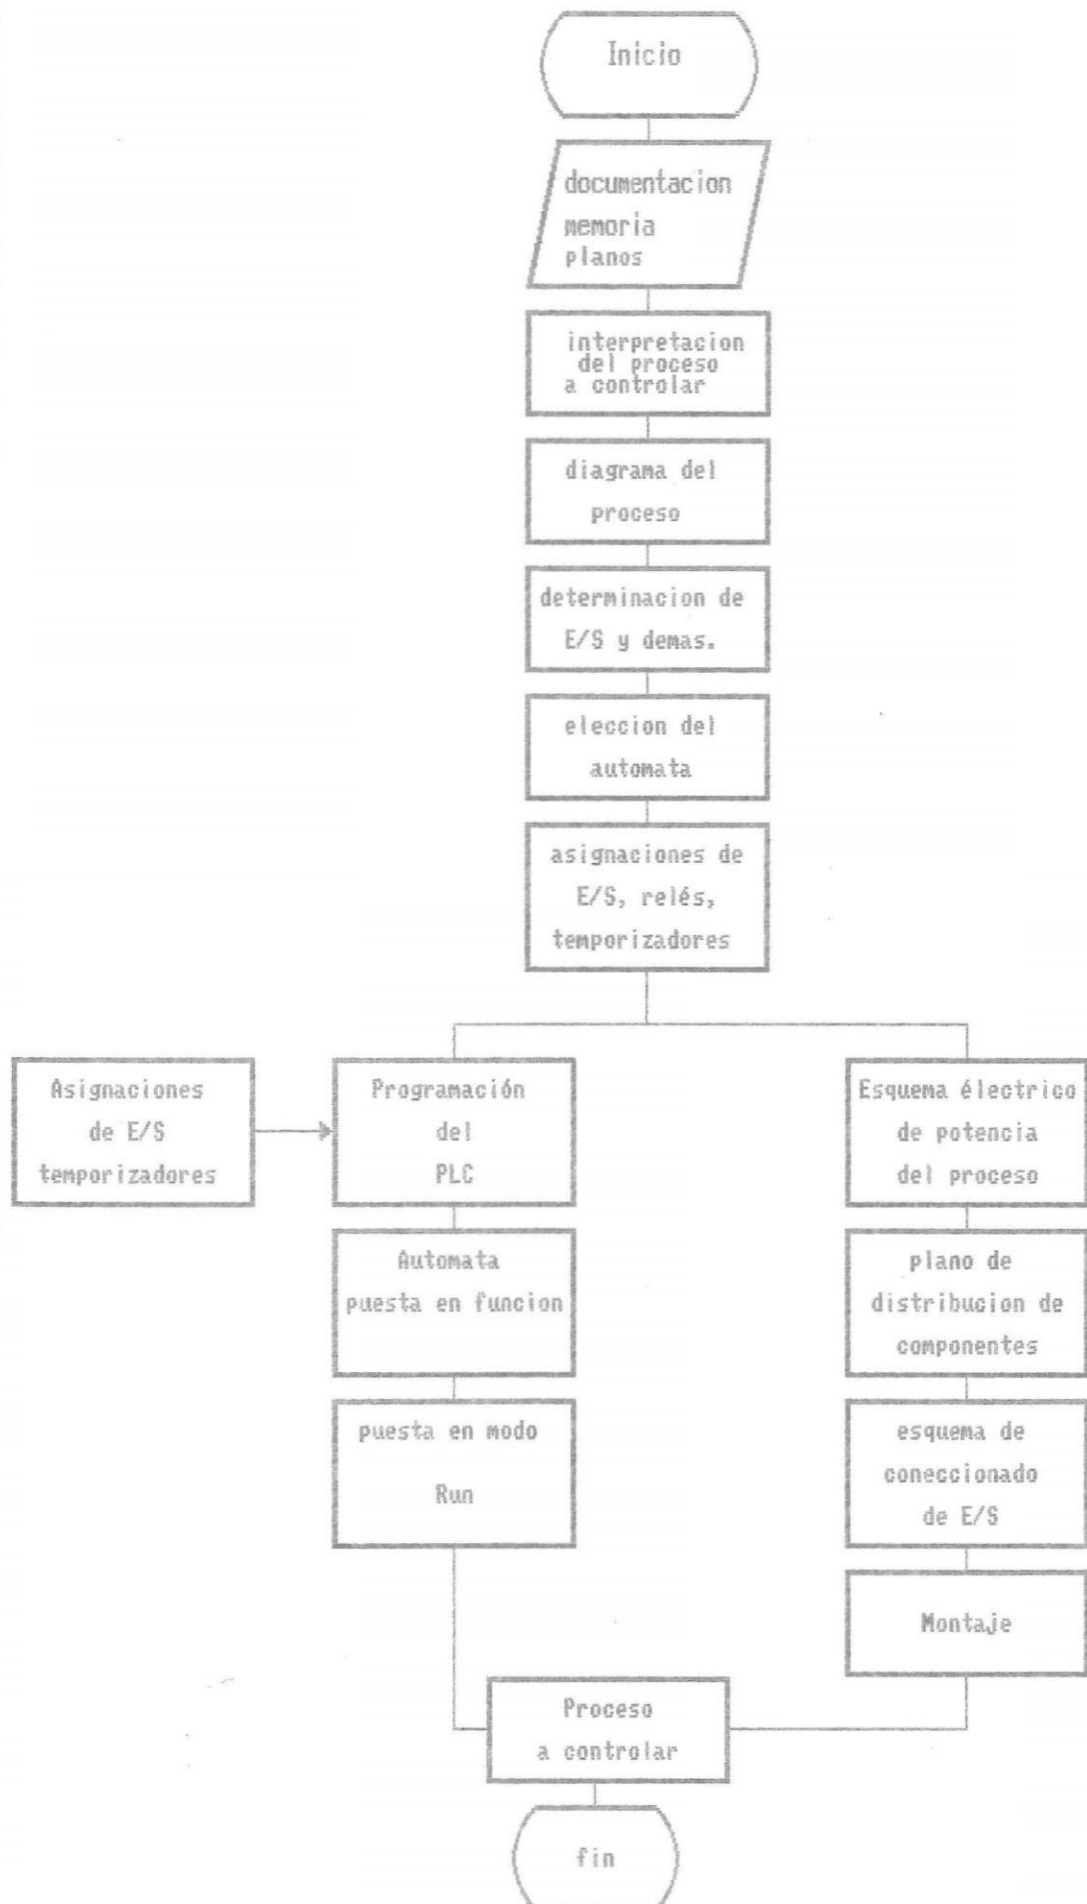 Inicio
documentacion
memoria
planos
interpretacion
del proceso
a controlar
diagrama del
proceso
determinacion de
E/S y demas.
eleccion del
automata
asignaciones de
E/S, relés,
temporizadores
Asignaciones
de E/S
temporizadores
Programación
del
PLC
Esquema éléctrico
de potencia
del proceso
Automata
puesta en funcion
plano de
distribucion de
componentes
puesta en modo
Run
esquema de
coneccionado
de E/S
Montaje
Proceso
a controlar
fin